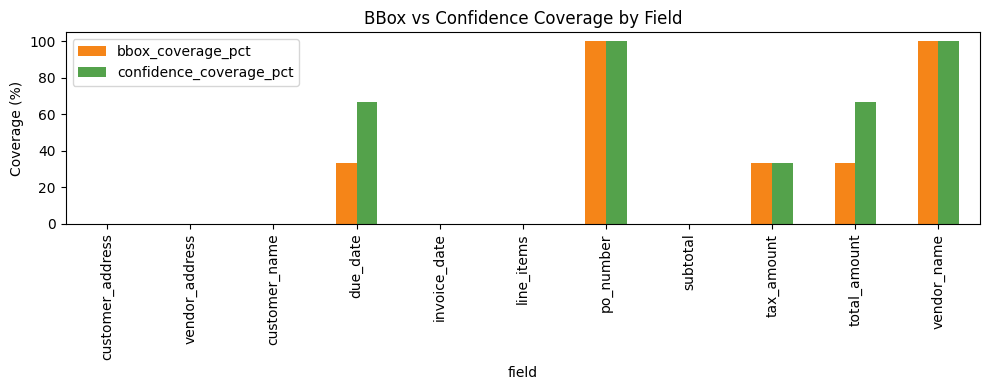 BBox vs Confidence Coverage by Field
bbox_coverage_pct
confidence_coverage_pct
Coverage (%)
100
80
60
40
20
0
customer_address
vendor_address
customer_name
due_date
invoice_date
line_items
po_number
subtotal
tax_amount
total_amount
vendor_name
field